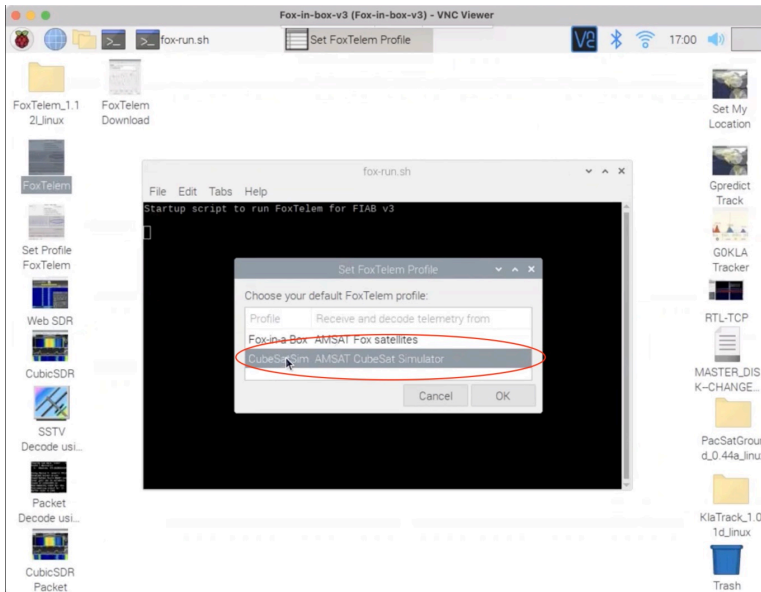 Fox-in-box-v3 (Fox-in-box-v3) - VNC Viewer
fox-run.sh
Set FoxTelem Profile
17:00
FoxTelem_1.1
2l_linux
FoxTelem
Download
FoxTelem
Set Profile
FoxTelem
Web SDR
CubicSDR
SSTV
Decode usi...
Packet
Decode usi...
CubicSDR
Packet
fox-run.sh
File Edit Tabs Help
Startup script to run FoxTelem for FIAB v3
Set FoxTelem Profile
Choose your default FoxTelem profile:
Profile Receive and decode telemetry from
Fox-in-a-Box AMSAT Fox satellites
CubeSatSim AMSAT CubeSat Simulator
Cancel OK
Set My
Location
Gpredict
Track
G0KLA
Tracker
RTL-TCP
MASTER_DIS
K--CHANGE...
PacSatGroun
d_0.44a_linux
KlaTrack_1.0
1d_linux
Trash